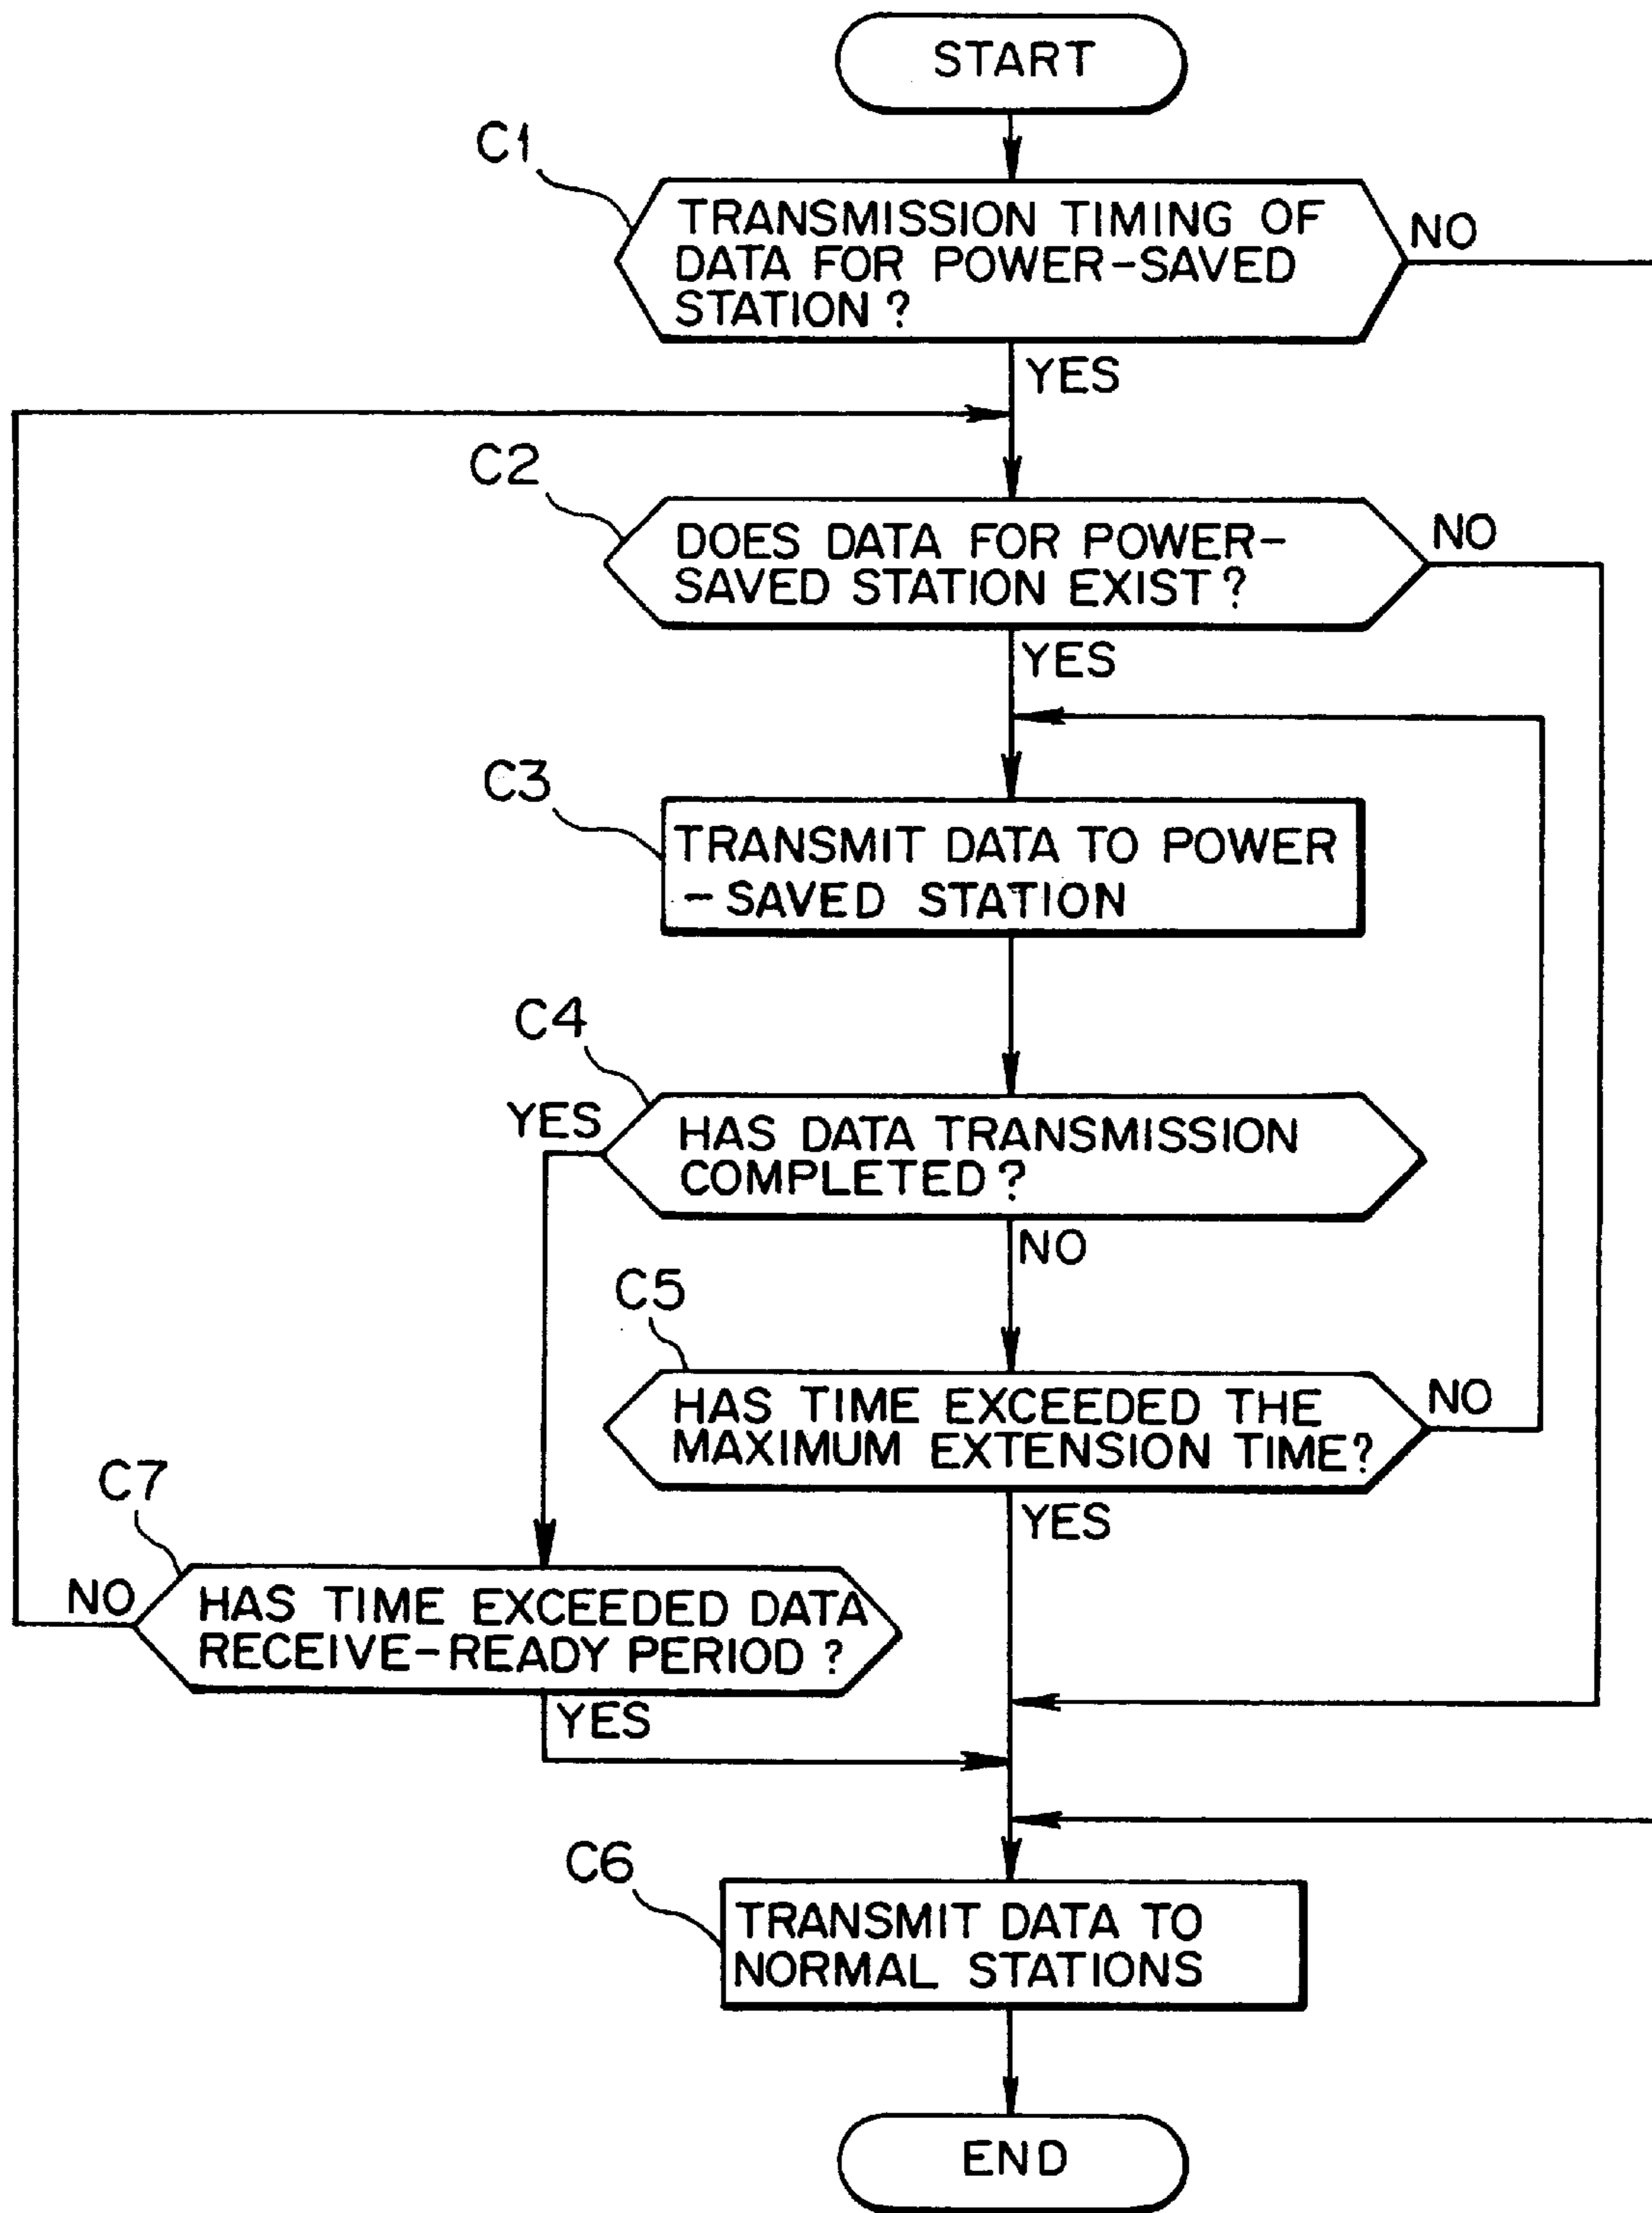 START
C1
TRANSMISSION TIMING OF
DATA FOR POWER-SAVED
STATION?
NO
YES
C2
DOES DATA FOR POWER-
SAVED STATION EXIST?
NO
YES
C3
TRANSMIT DATA TO POWER
-SAVED STATION
C4
YES
HAS DATA TRANSMISSION
COMPLETED?
NO
C5
HAS TIME EXCEEDED THE
MAXIMUM EXTENSION TIME?
NO
YES
C7
NO
HAS TIME EXCEEDED DATA
RECEIVE-READY PERIOD?
YES
C6
TRANSMIT DATA TO
NORMAL STATIONS
END